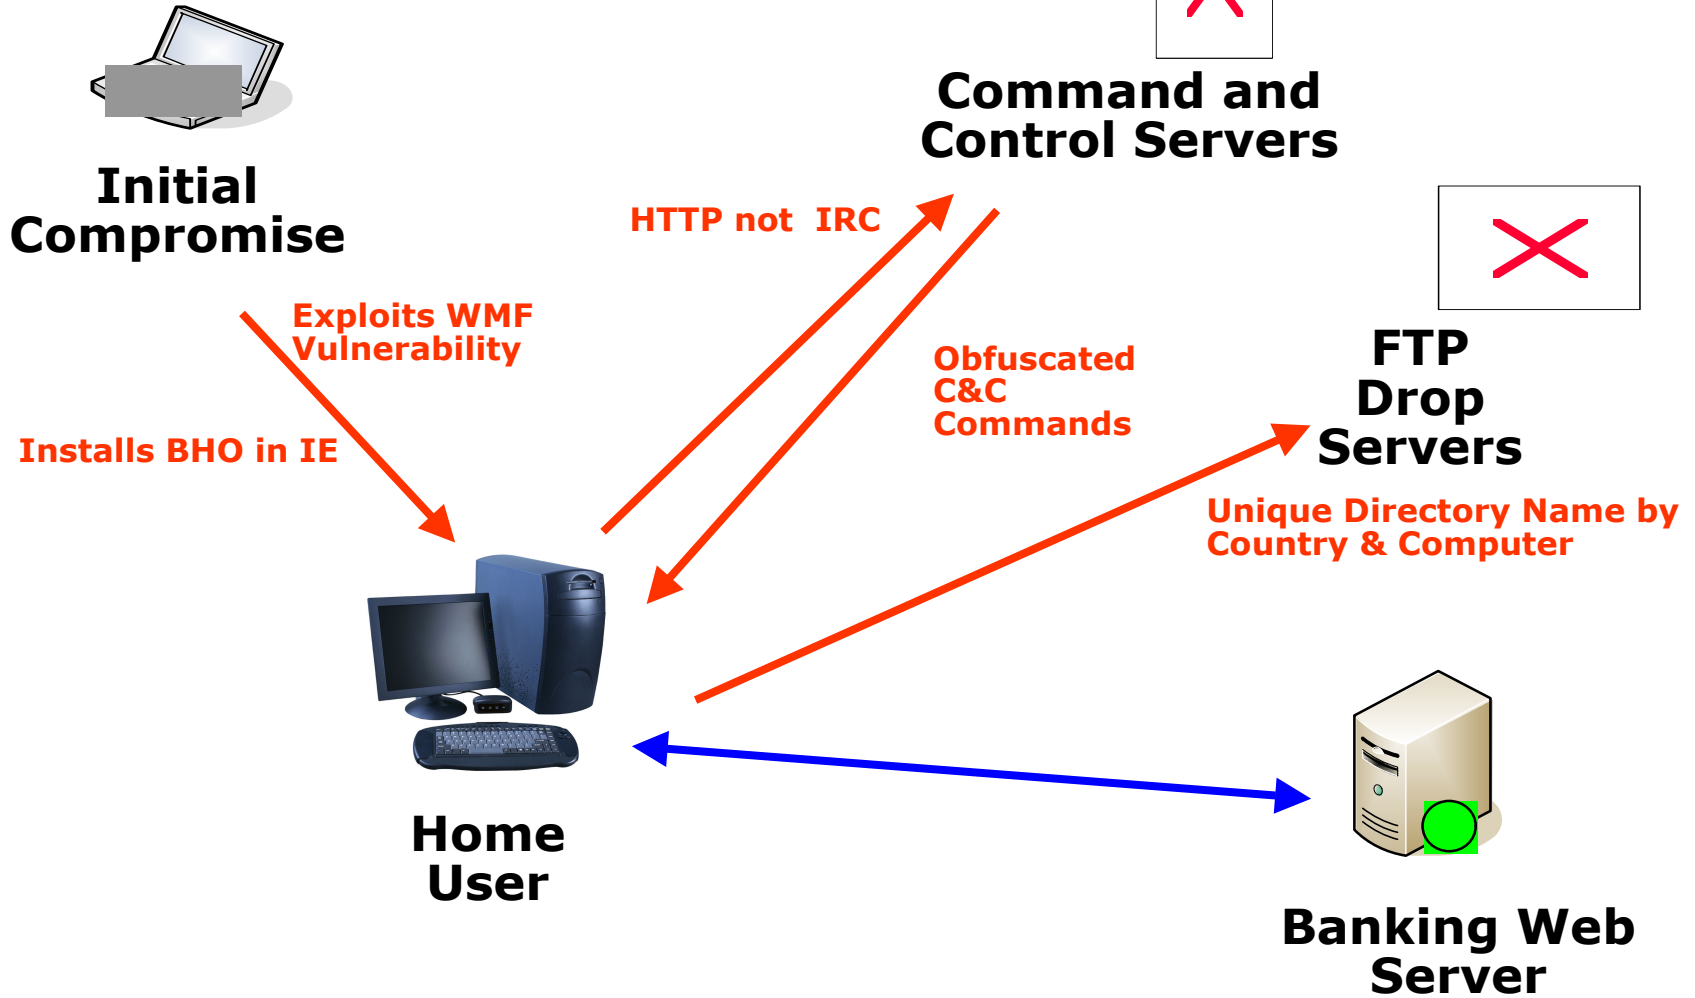 Command and
Control Servers
Initial
Compromise
HTTP not  IRC
Exploits WMF
Vulnerability
Obfuscated
C&C
Commands
FTP
Drop
Servers
Installs BHO in IE
Unique Directory Name by
Country & Computer
Home
User
Banking Web
Server